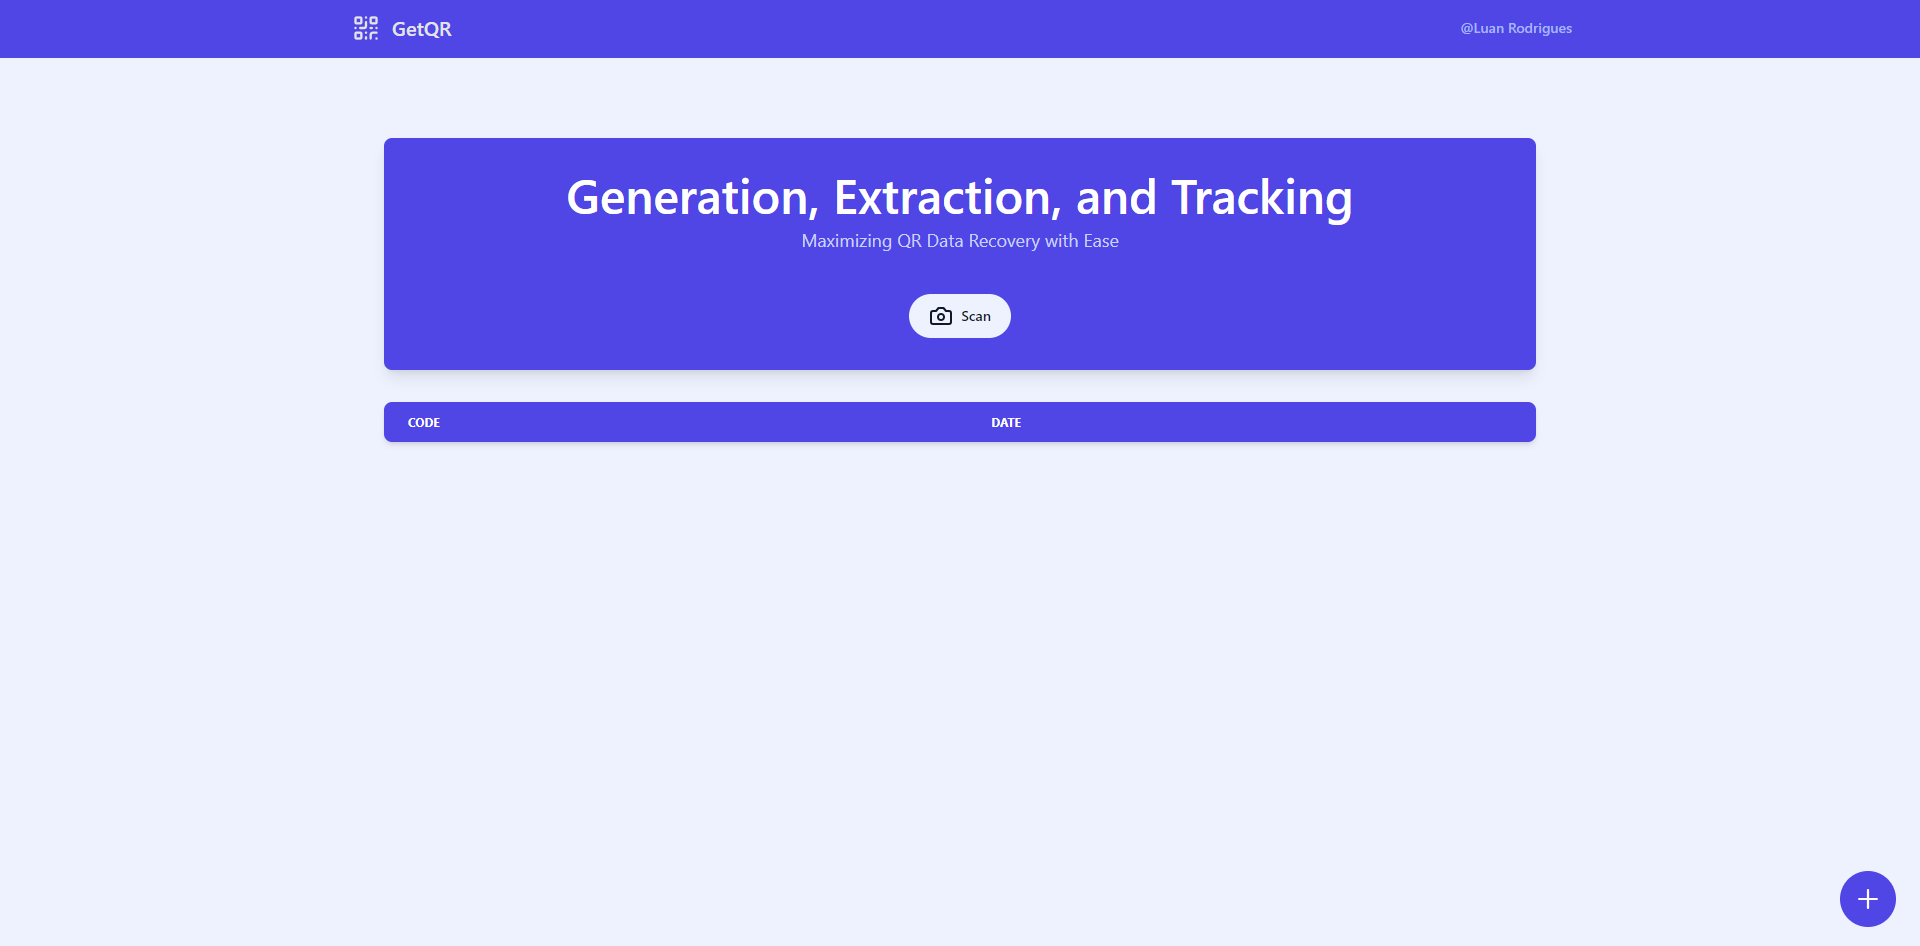 GetQR
@Luan Rodrigues
Generation, Extraction, and Tracking
Maximizing QR Data Recovery with Ease
Scan
CODE
DATE